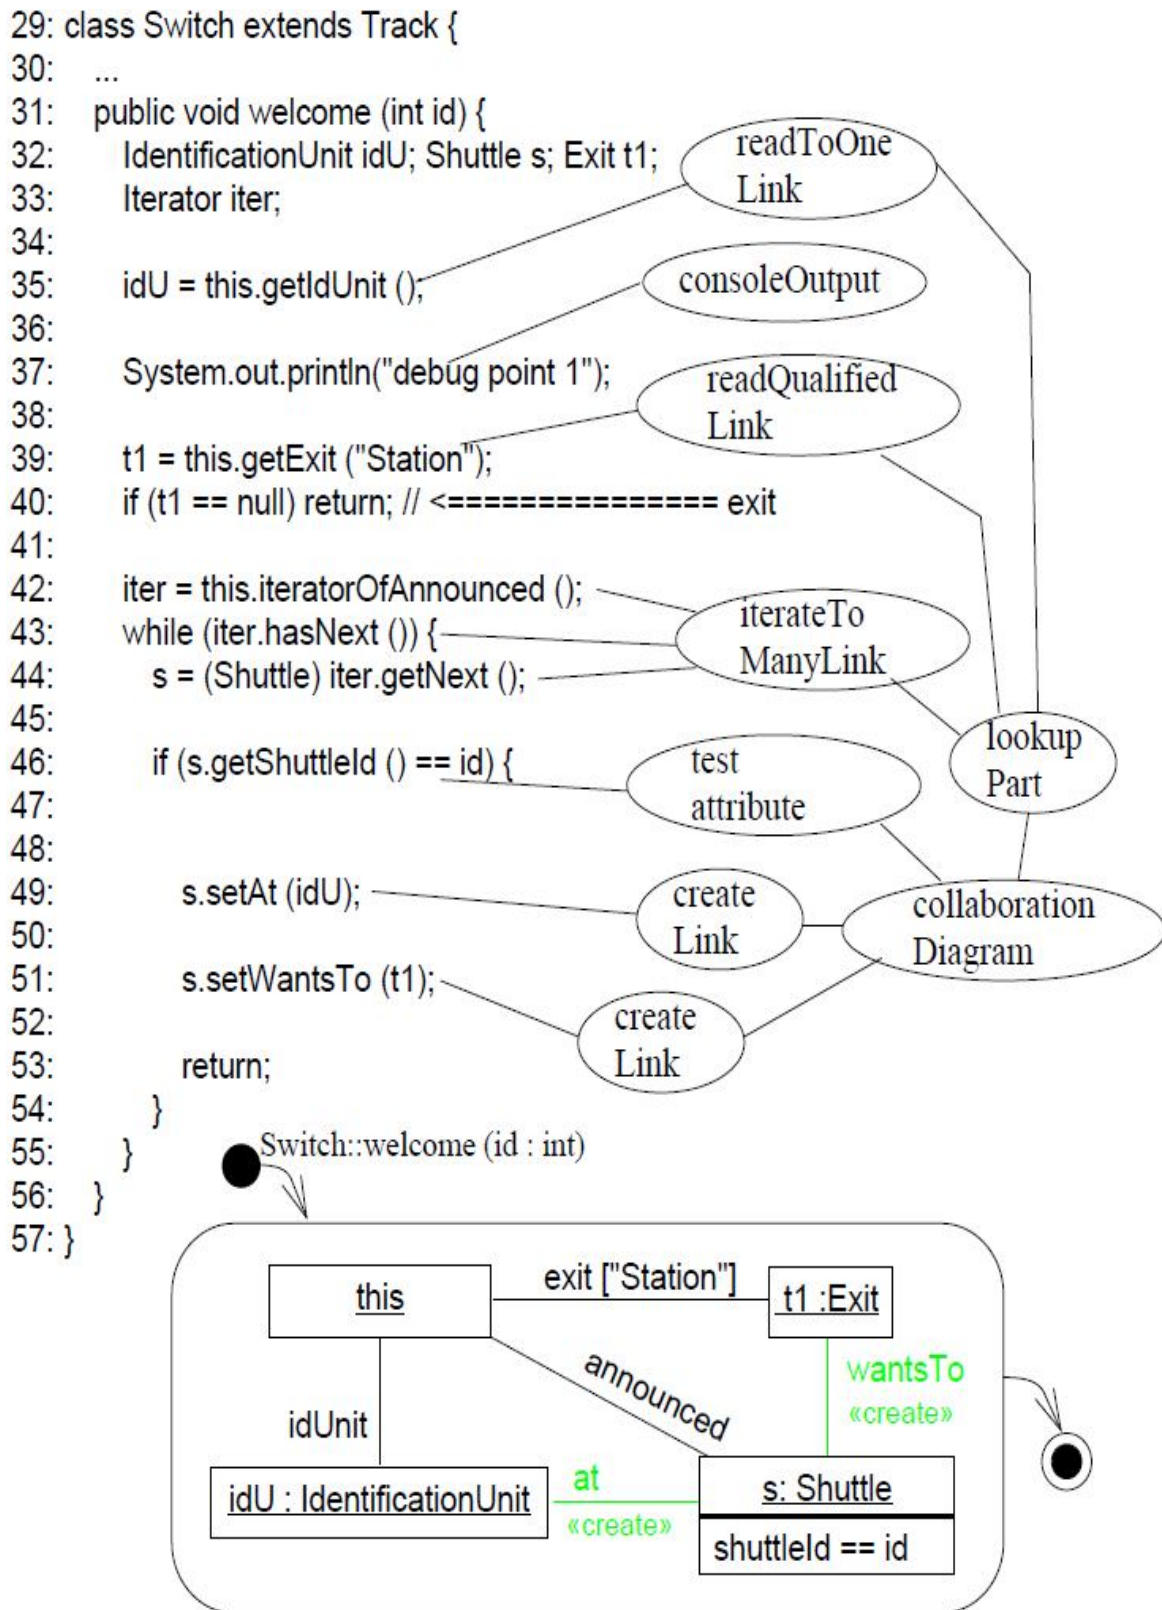 29: class Switch extends Track {
30: ...
31: public void welcome (int id) {
32: IdentificationUnit idU; Shuttle s; Exit t1;
33: Iterator iter;
34:
35: idU = this.getIdUnit ();
36:
37: System.out.println("debug point 1");
38:
39: t1 = this.getExit ("Station");
40: if (t1 == null) return; // <=============== exit
41:
42: iter = this.iteratorOfAnnounced ();
43: while (iter.hasNext ()) {
44: s = (Shuttle) iter.getNext ();
45:
46: if (s.getShuttleId () == id) {
47:
48:
49: s.setAt (idU);
50:
51: s.setWantsTo (t1);
52:
53: return;
54: }
55: }
56: }
57: }
readToOne
Link
consoleOutput
readQualified
Link
iterateTo
ManyLink
lookup
Part
test
attribute
create
Link
collaboration
Diagram
create
Link
Switch::welcome (id : int)
this
exit ["Station"]
t1 :Exit
announced
wantsTo
«create»
idUnit
idU : IdentificationUnit
at
«create»
s: Shuttle
shuttleId == id